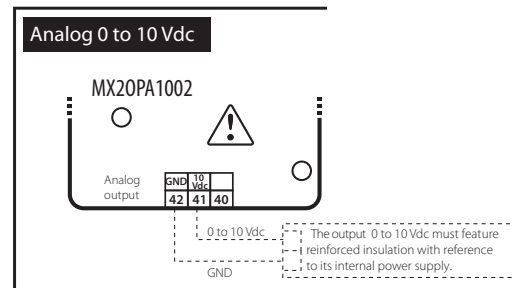 Analog 0 to 10 Vdc
MX2OPA1002
Analog
output
GND 10 Vdc
42 41 40
0 to 10 Vdc
GND
The output 0 to 10 Vdc must feature
reinforced insulation with reference
to its internal power supply.